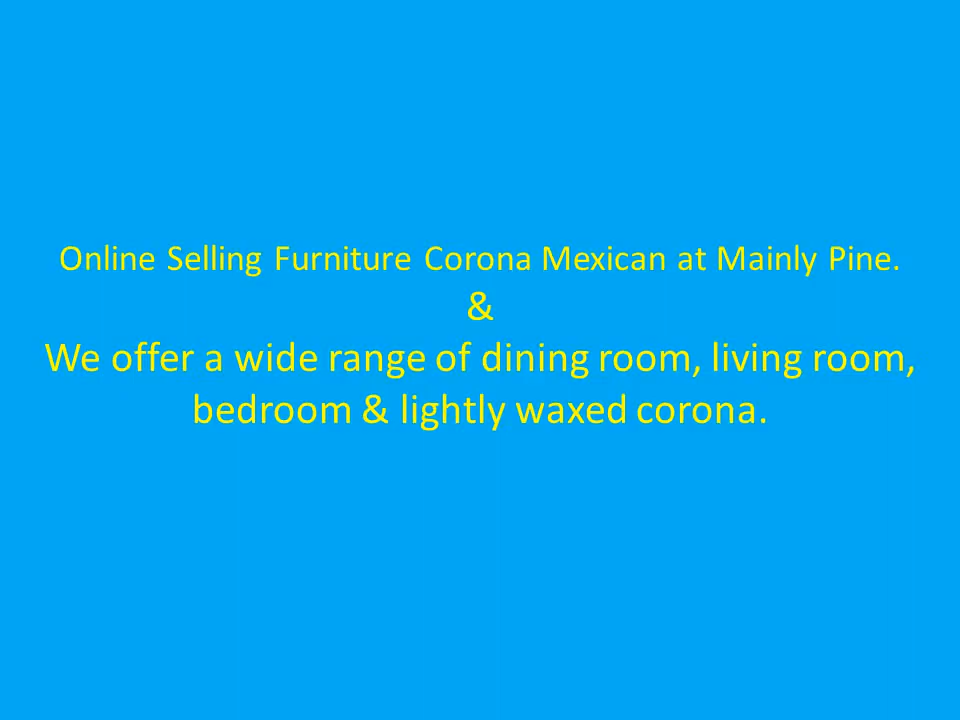 Online Selling Furniture Corona Mexican at Mainly Pine.
&
We offer a wide range of dining room, living room,
bedroom & lightly waxed corona.